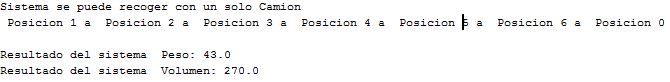 Sistema se puede recoger con un solo Camion
Posicion 1 a Posicion 2 a Posicion 3 a Posicion 4 a Posicion 5 a Posicion 6 a Posicion 0
Resultado del sistema Peso: 43.0
Resultado del sistema Volumen: 270.0